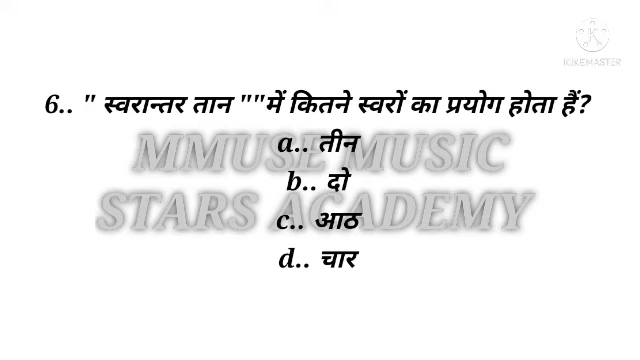 KINEMASTER
6.. " स्वरान्तर तान ""में कितने स्वरों का प्रयोग होता हैं?
a.. तीन
MMUSE MUSIC
b.. दो
STARS ACADEMY
c.. आठ
d.. चार